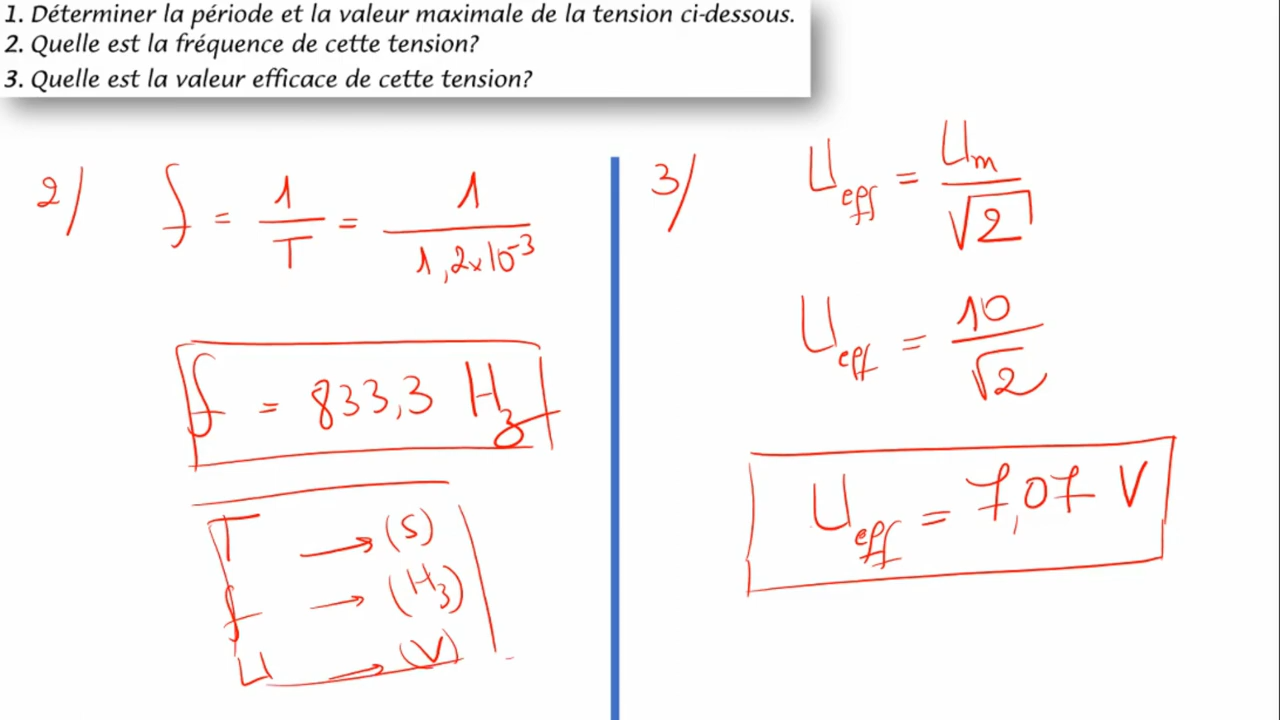 1. Déterminer la période et la valeur maximale de la tension ci-dessous.
2. Quelle est la fréquence de cette tension?
3. Quelle est la valeur efficace de cette tension?
2/ f = 1/T = 1/1,2×10⁻³
f = 833,3 Hz
T → (S)
f → (Hz)
U → (V)
3/ Ueff = Um/√2
Ueff = 10/√2
Ueff = 7,07 V